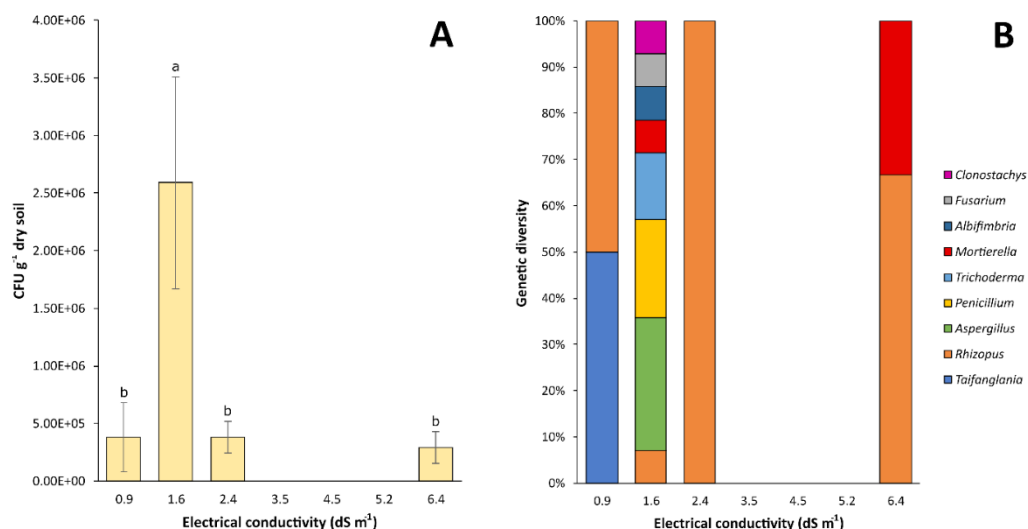 A
4.00E+06
3.50E+06
3.00E+06
2.50E+06
2.00E+06
1.50E+06
1.00E+06
5.00E+05
0.00E+00
CFU g⁻¹ dry soil
b
a
b
b
0.9 1.6 2.4 3.5 4.5 5.2 6.4
Electrical conductivity (dS m⁻¹)
B
100%
90%
80%
70%
60%
50%
40%
30%
20%
10%
0%
Genetic diversity
0.9 1.6 2.4 3.5 4.5 5.2 6.4
Electrical conductivity (dS m⁻¹)
Clonostachys
Fusarium
Albifimbria
Mortierella
Trichoderma
Penicillium
Aspergillus
Rhizopus
Taifanglania